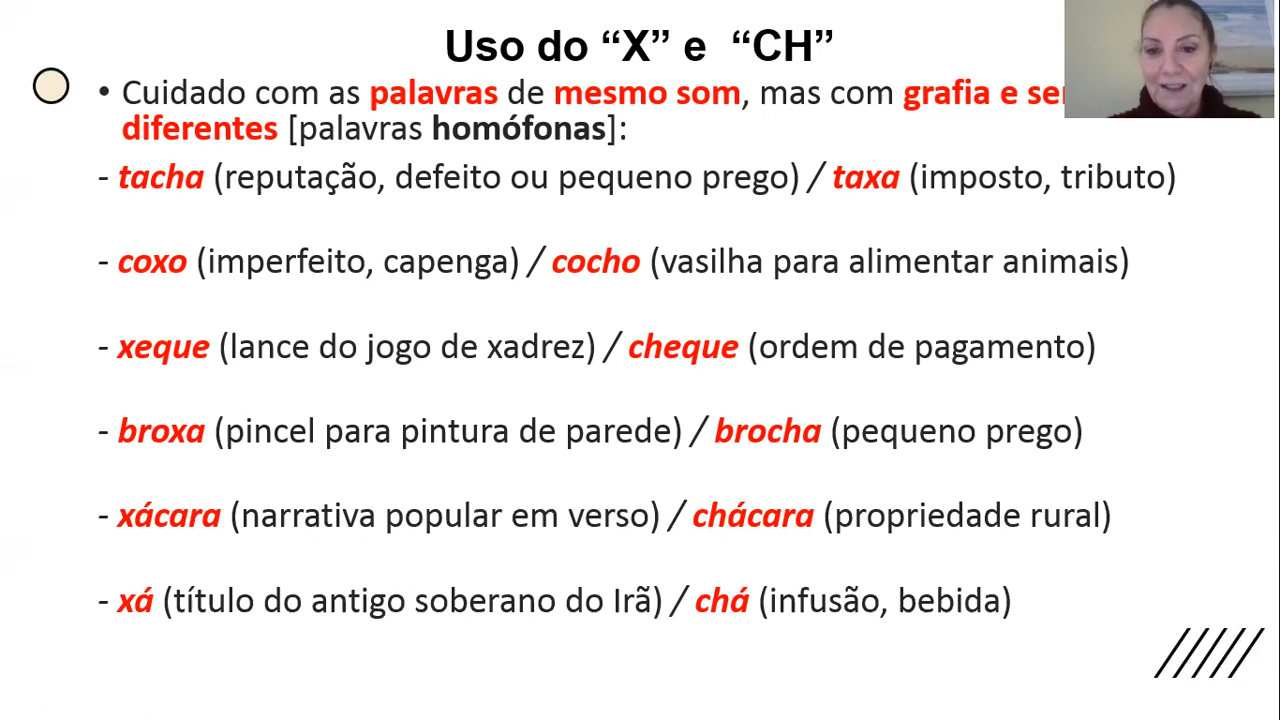 Uso do “X” e “CH”
• Cuidado com as palavras de mesmo som, mas com grafia e
diferentes [palavras homófonas]:
- tacha (reputação, defeito ou pequeno prego) / taxa (imposto, tributo)
- coxo (imperfeito, capenga) / cocho (vasilha para alimentar animais)
- xeque (lance do jogo de xadrez) / cheque (ordem de pagamento)
- broxa (pincel para pintura de parede) / brocha (pequeno prego)
- xácara (narrativa popular em verso) / chácara (propriedade rural)
- xá (título do antigo soberano do Irã) / chá (infusão, bebida)